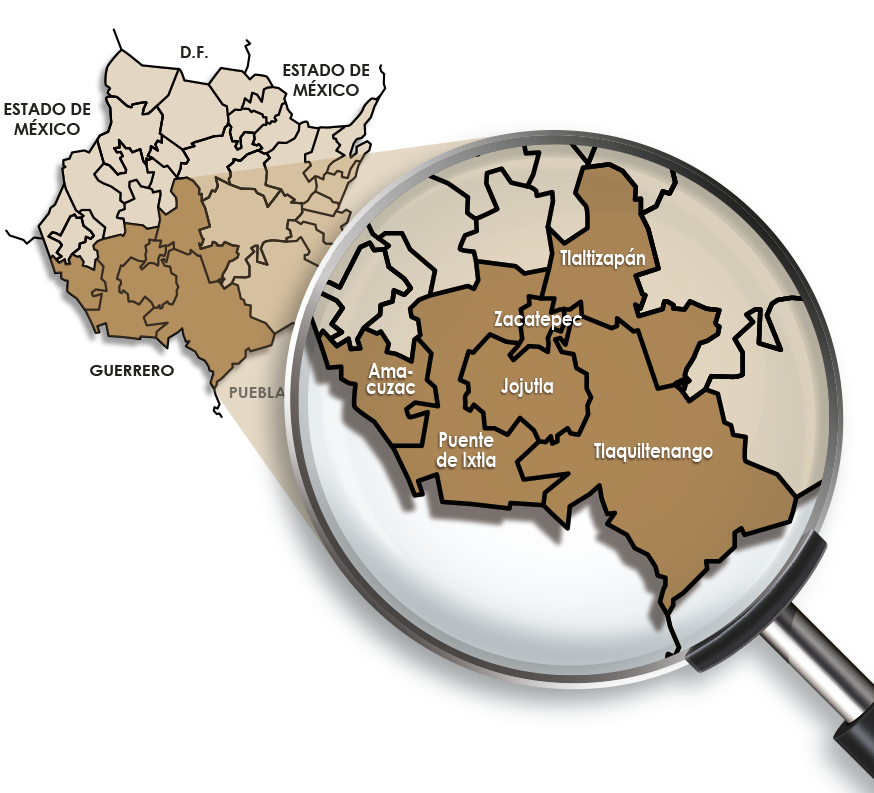 D.F.
ESTADO DE
MÉXICO
ESTADO DE
MÉXICO
Tlaltizapán
Zacatepec
Ama-
cuzac
Jojutla
GUERRERO
PUEBLA
Puente
de Ixtla
Tlaquiltenango